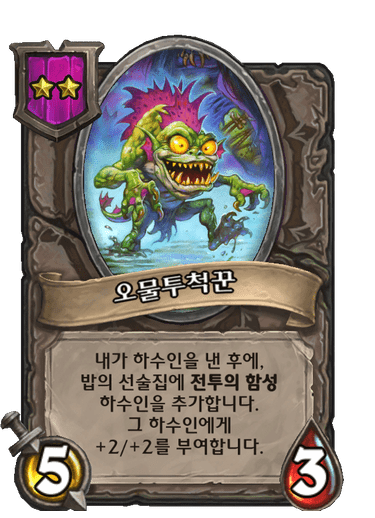 오물투척꾼
내가 하수인을 낸 후에,
밥의 선술집에 전투의 함성
하수인을 추가합니다.
그 하수인에게
+2/+2를 부여합니다.
5
3